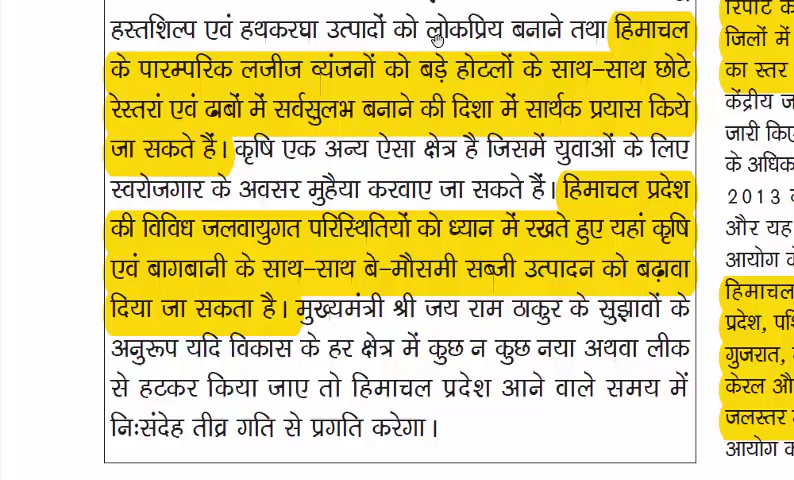 हस्तशिल्प एवं हथकरघा उत्पादों को लोकप्रिय बनाने तथा हिमाचल
के पारम्परिक लजीज व्यंजनों को बड़े होटलों के साथ-साथ छोटे
रेस्तरां एवं ढाबों में सर्वसुलभ बनाने की दिशा में सार्थक प्रयास किये
जा सकते हैं। कृषि एक अन्य ऐसा क्षेत्र है जिसमें युवाओं के लिए
स्वरोजगार के अवसर मुहैया करवाए जा सकते हैं। हिमाचल प्रदेश
की विविध जलवायुगत परिस्थितियों को ध्यान में रखते हुए यहां कृषि
एवं बागबानी के साथ-साथ बे-मौसमी सब्जी उत्पादन को बढ़ावा
दिया जा सकता है। मुख्यमंत्री श्री जय राम ठाकुर के सुझावों के
अनुरूप यदि विकास के हर क्षेत्र में कुछ न कुछ नया अथवा लीक
से हटकर किया जाए तो हिमाचल प्रदेश आने वाले समय में
निःसंदेह तीव्र गति से प्रगति करेगा।
जिलों में
का स्तर
केंद्रीय
जारी
के
2013
और यह
आयोग
हिमाचल
प्रदेश,
गुजरात,
केरल
जलस्तर
आयोग